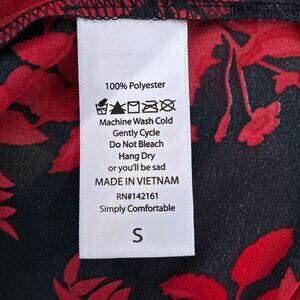 100% Polyester
Machine Wash Cold
Gently Cycle
Do Not Bleach
Hang Dry
or you'll be sad
MADE IN VIETNAM
RN#142161
Simply Comfortable
S